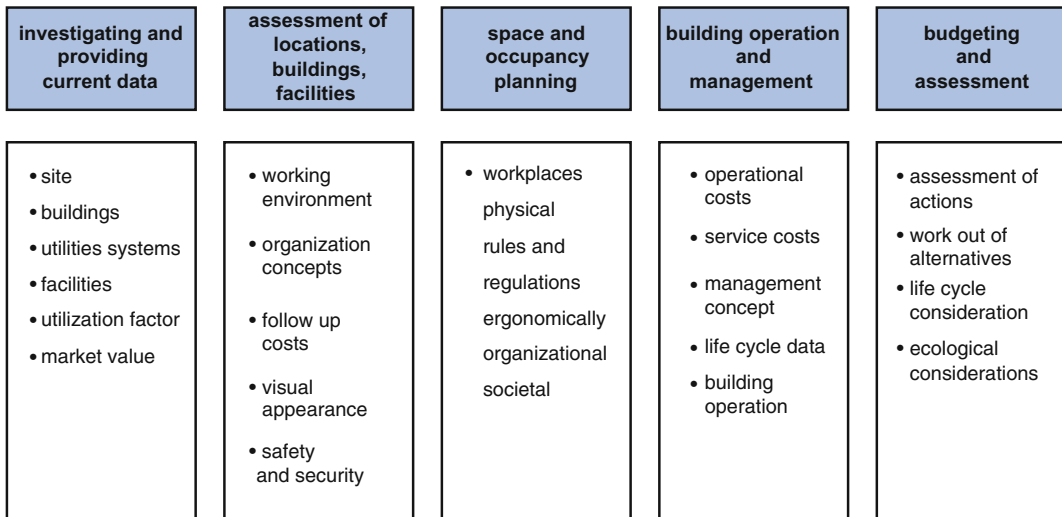 investigating and
providing
current data
assessment of
locations,
buildings,
facilities
space and
occupancy
planning
building operation
and
management
budgeting
and
assessment
• site
• buildings
• utilities systems
• facilities
• utilization factor
• market value
• working
environment
• organization
concepts
• follow up
costs
• visual
appearance
• safety
and security
• workplaces
physical
rules and
regulations
ergonomically
organizational
societal
• operational
costs
• service costs
• management
concept
• life cycle data
• building
operation
• assessment of
actions
• work out of
alternatives
• life cycle
consideration
• ecological
considerations